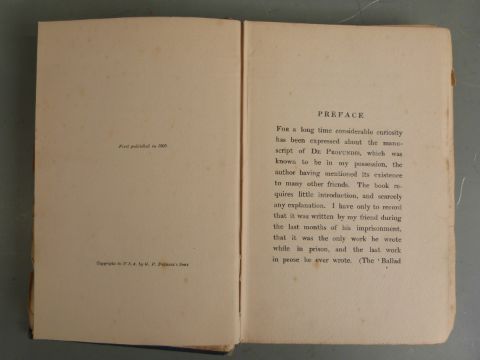 First published in 1905
Copyright in U.S.A. by G. P. Putnam's Sons
PREFACE
For a long time considerable curiosity
has been expressed about the manu-
script of De Profundis, which was
known to be in my possession, the
author having mentioned its existence
to many other friends. The book re-
quires little introduction, and scarcely
any explanation. I have only to record
that it was written by my friend during
the last months of his imprisonment,
that it was the only work he wrote
while in prison, and the last work
in prose he ever wrote. (The 'Ballad